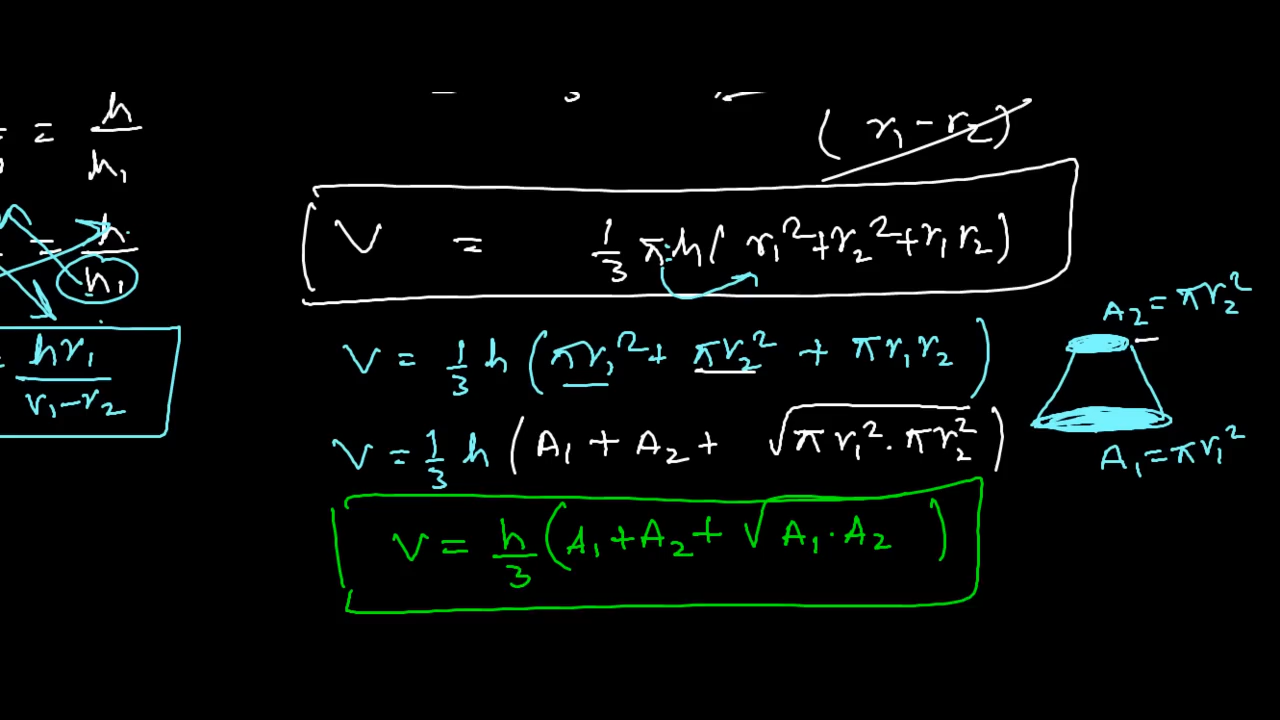 = h/h₁
= h/h₁
= hr₁/(r₁-r₂)
(r₁-r₂)
V = 1/3 πh(r₁²+r₂²+r₁r₂)
V = 1/3 h(πr₁²+πr₂²+πr₁r₂)
V = 1/3 h(A₁+A₂+√(πr₁².πr₂²))
V = h/3 (A₁+A₂+√(A₁.A₂))
A₂=πr₂²
A₁=πr₁²